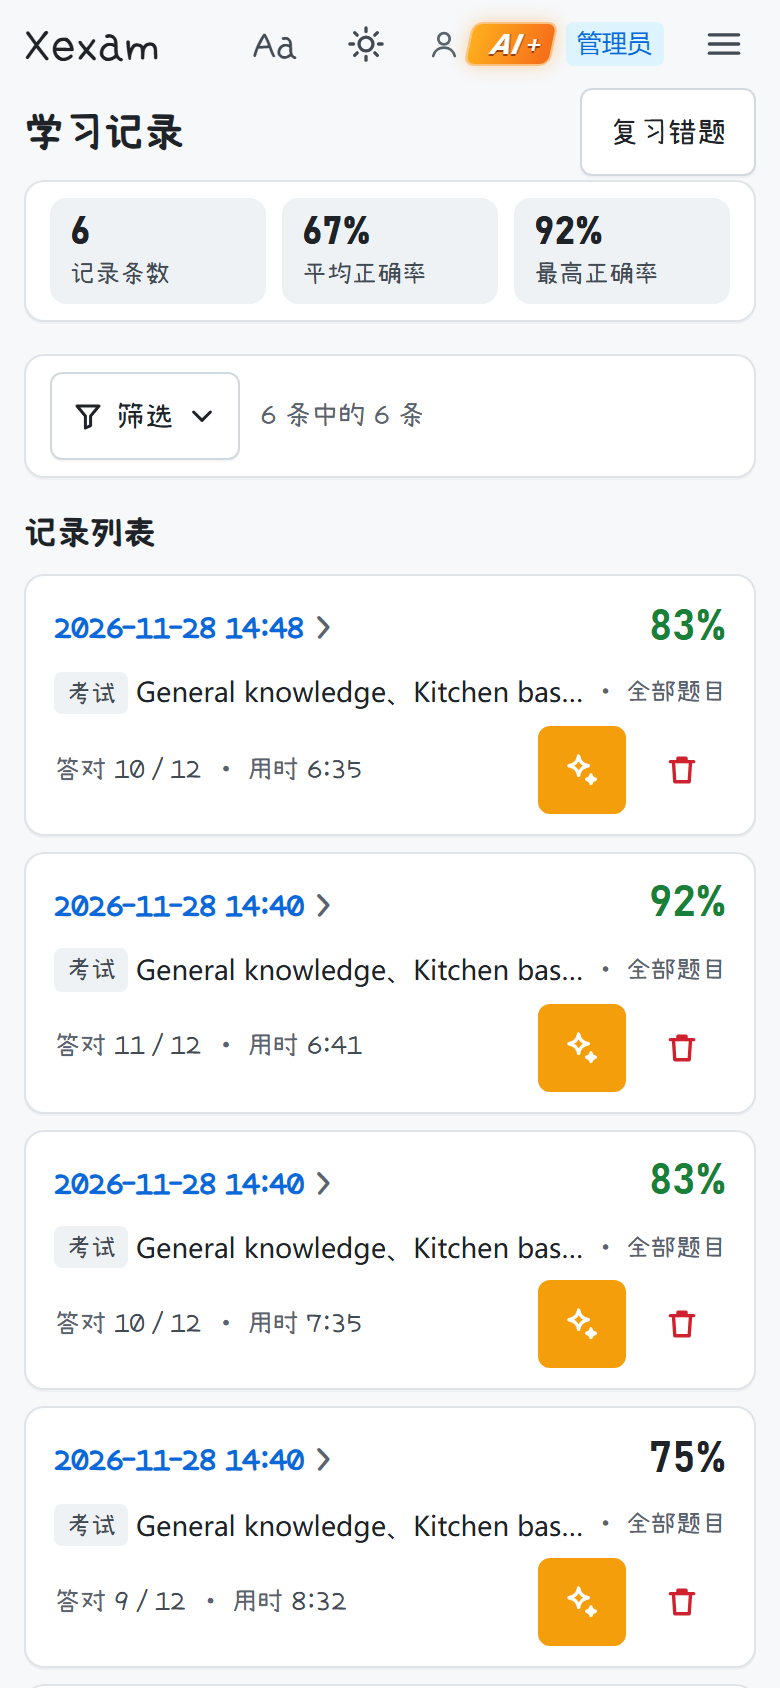 Xexam Aa AI+ 管理员
学习记录 复习错题
6 67% 92%
记录条数 平均正确率 最高正确率
筛选 6 条中的 6 条
记录列表
2026-11-28 14:48 83%
考试 General knowledge、Kitchen bas... • 全部题目
答对 10 / 12 • 用时 6:35
2026-11-28 14:40 92%
考试 General knowledge、Kitchen bas... • 全部题目
答对 11 / 12 • 用时 6:41
2026-11-28 14:40 83%
考试 General knowledge、Kitchen bas... • 全部题目
答对 10 / 12 • 用时 7:35
2026-11-28 14:40 75%
考试 General knowledge、Kitchen bas... • 全部题目
答对 9 / 12 • 用时 8:32